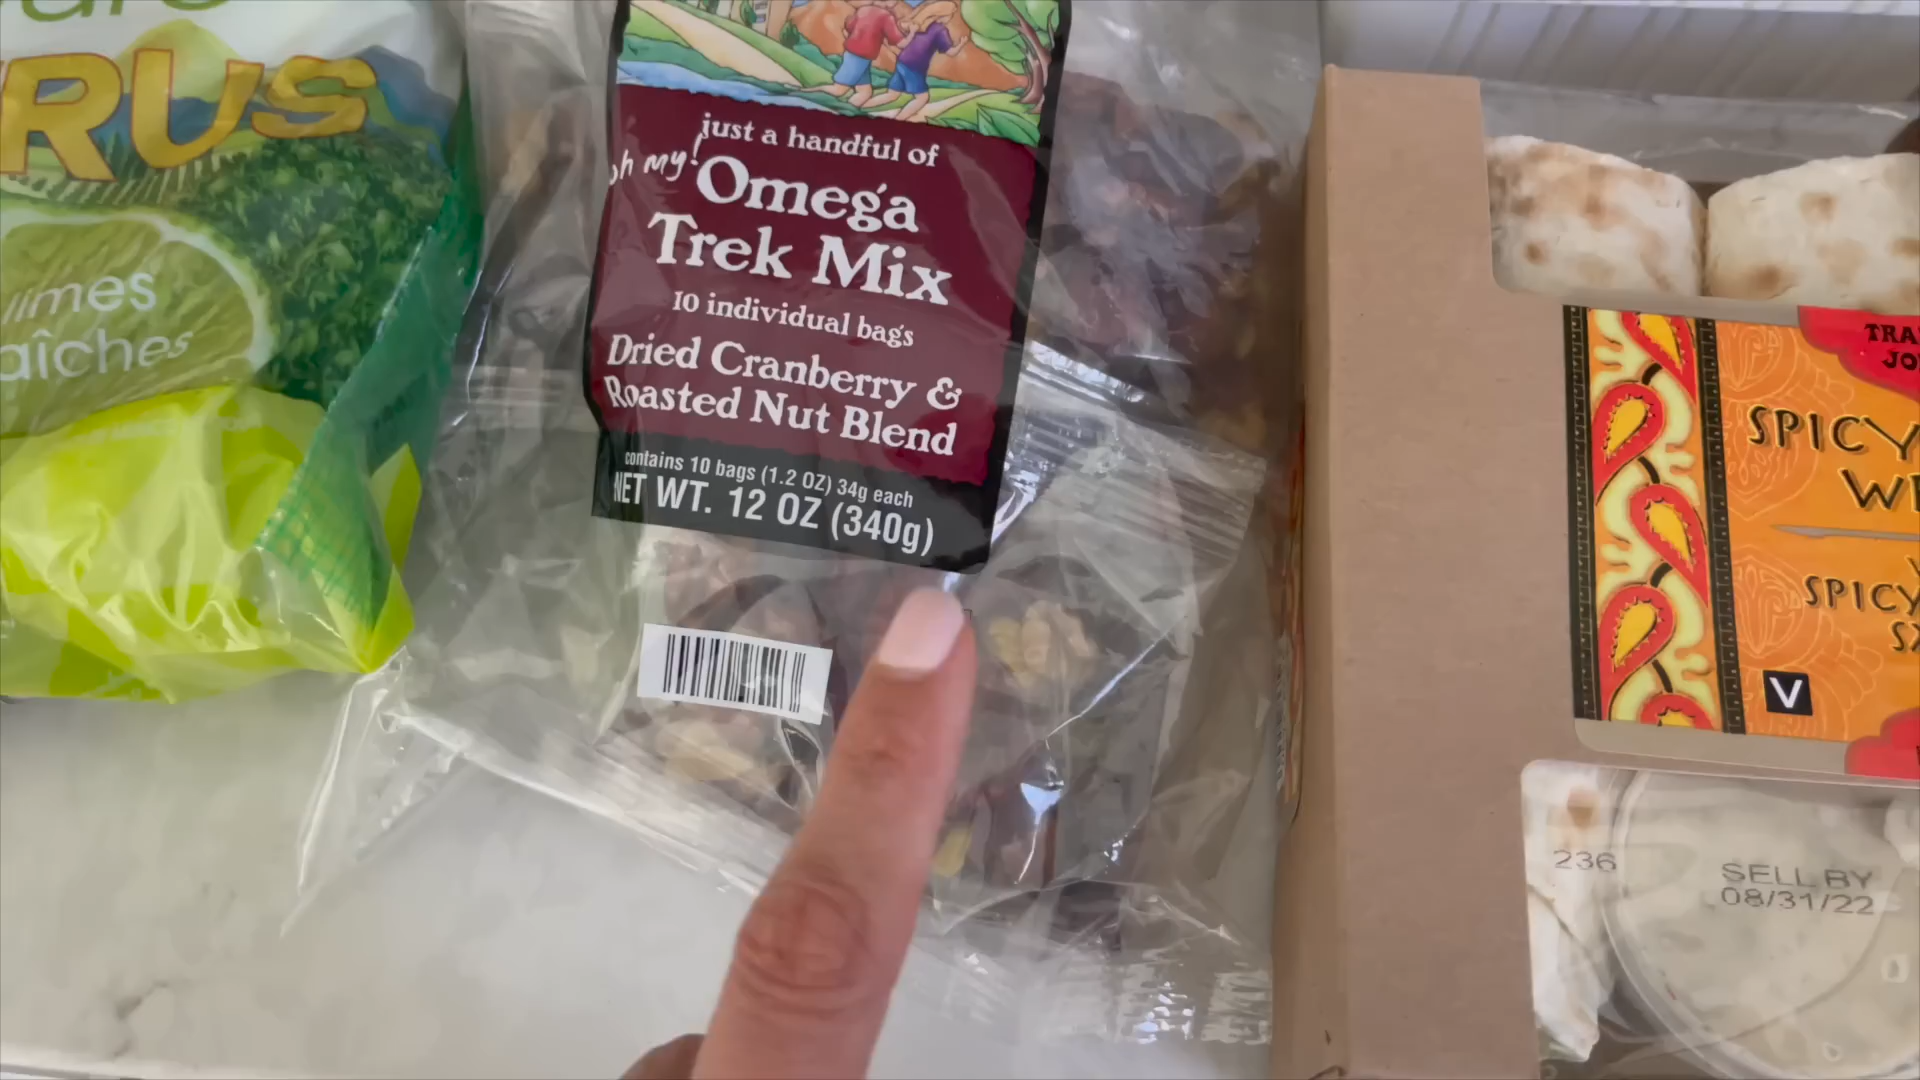 RUS
limes
aîches
just a handful of
oh my!
Omega
Trek Mix
10 individual bags
Dried Cranberry &
Roasted Nut Blend
contains 10 bags (1.2 OZ) 34g each
NET WT. 12 OZ (340g)
TRA
JO
SPICY
W
SPICY
V
236
SELL BY
08/31/22